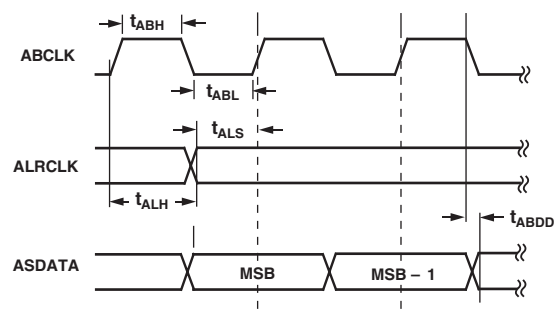 tABH
ABCLK
tABL
tALS
ALRCLK
tALH
tABDD
ASDATA
MSB
MSB – 1